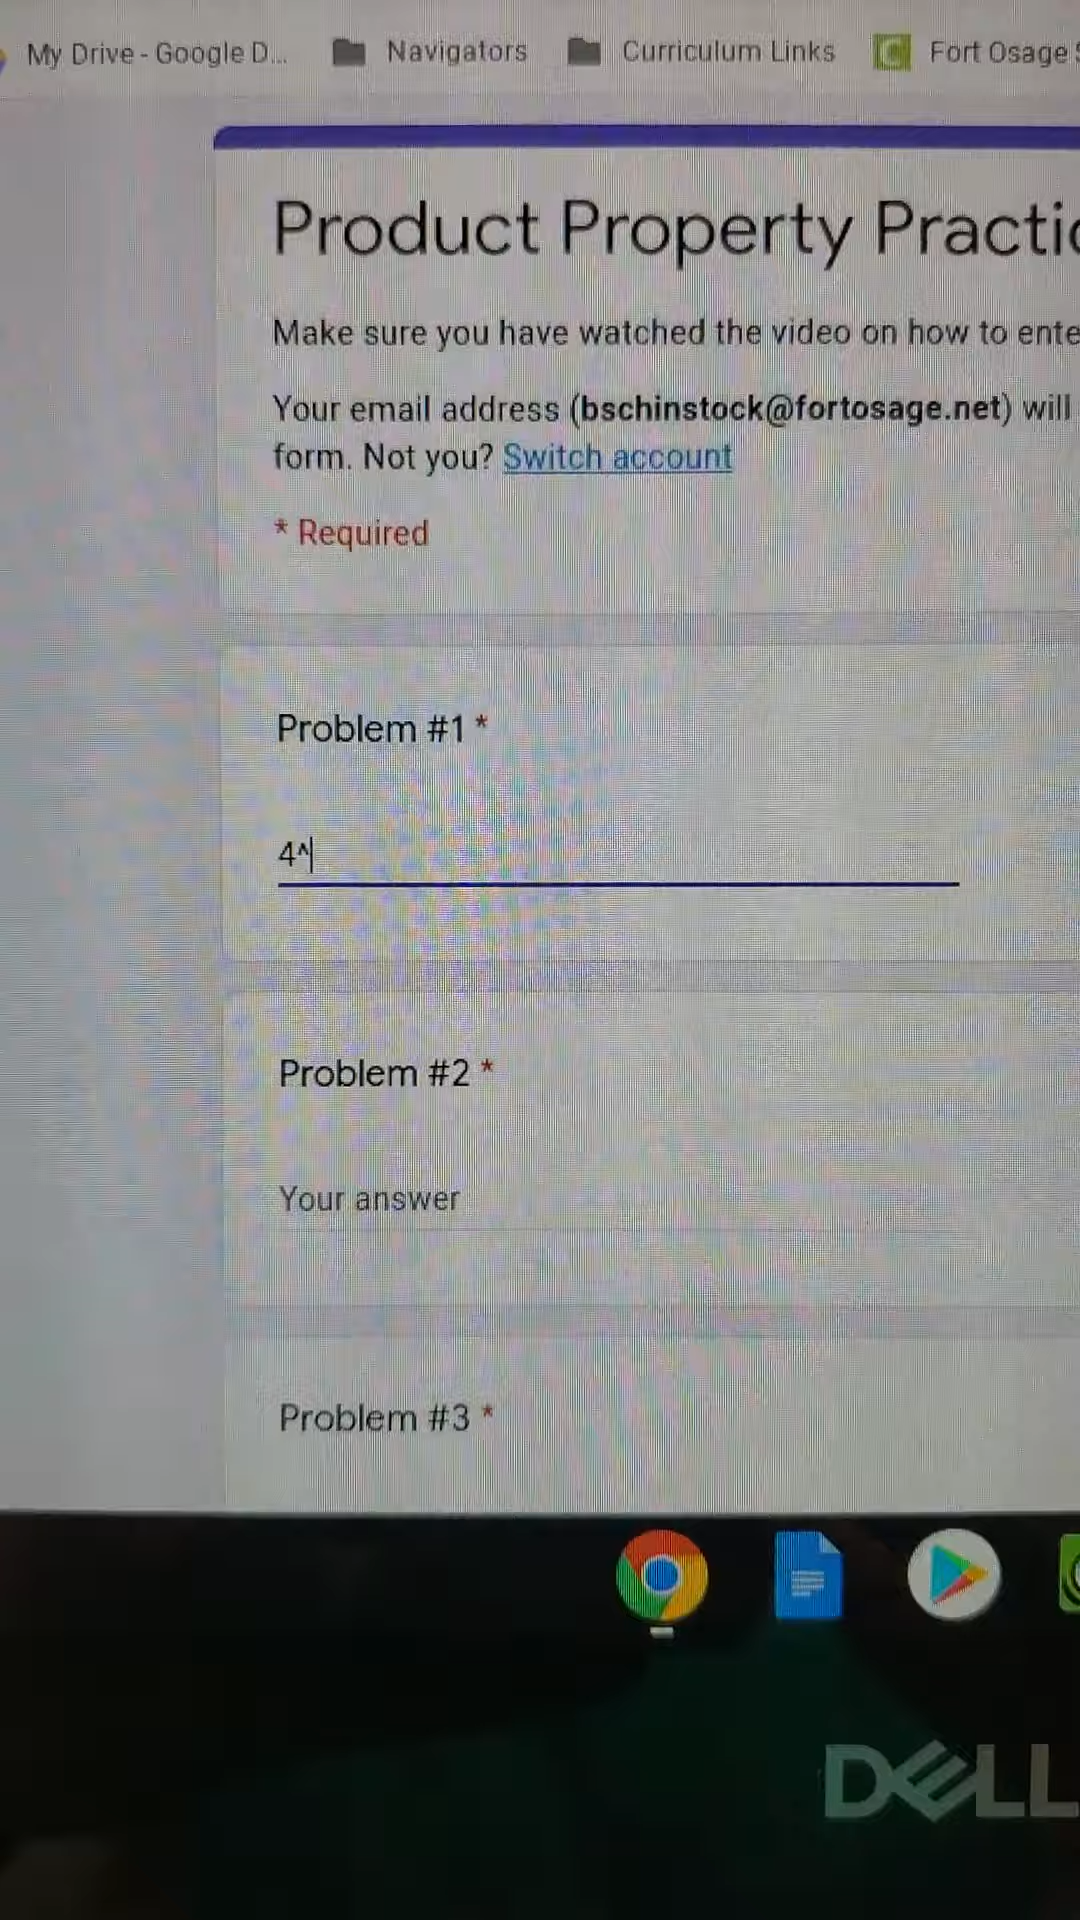 My Drive - Google D...
Navigators
Curriculum Links
Fort Osage
Product Property Practic
Make sure you have watched the video on how to ente
Your email address (bschinstock@fortosage.net) will
form. Not you? Switch account
* Required
Problem #1 *
4^
Problem #2 *
Your answer
Problem #3 *
DELL